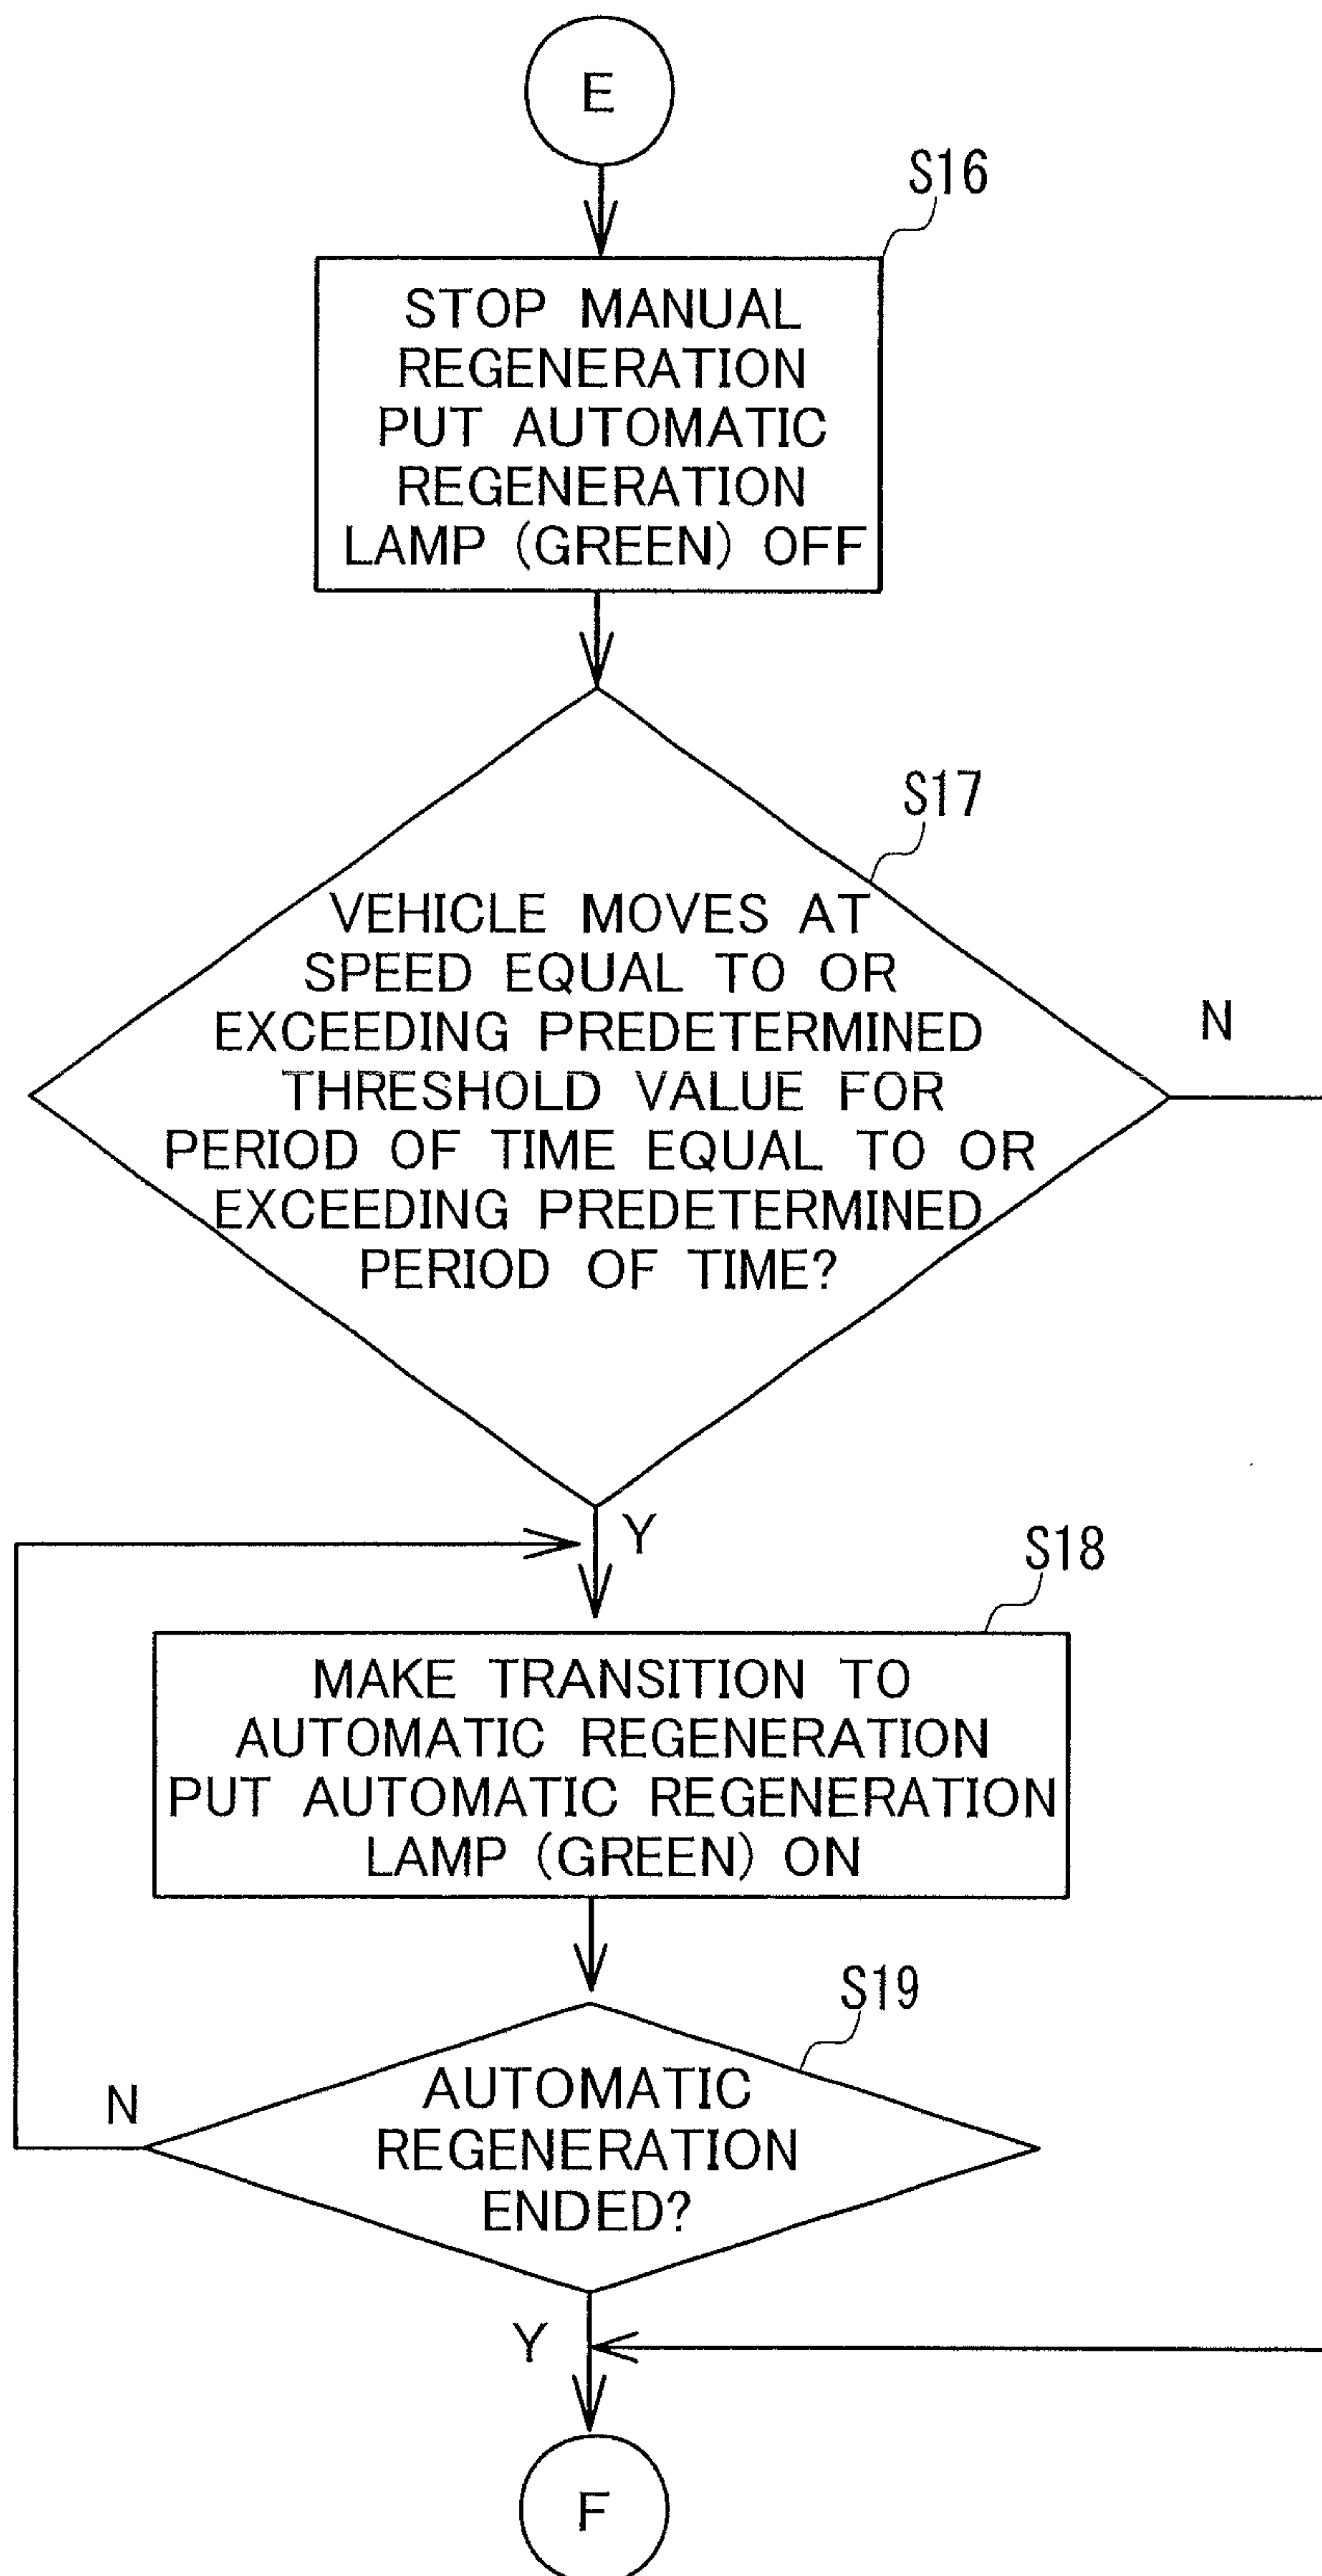 E
S16
STOP MANUAL
REGENERATION
PUT AUTOMATIC
REGENERATION
LAMP (GREEN) OFF
S17
VEHICLE MOVES AT
SPEED EQUAL TO OR
EXCEEDING PREDETERMINED
THRESHOLD VALUE FOR
PERIOD OF TIME EQUAL TO OR
EXCEEDING PREDETERMINED
PERIOD OF TIME?
N
Y
S18
MAKE TRANSITION TO
AUTOMATIC REGENERATION
PUT AUTOMATIC REGENERATION
LAMP (GREEN) ON
S19
AUTOMATIC
REGENERATION
ENDED?
N
Y
F